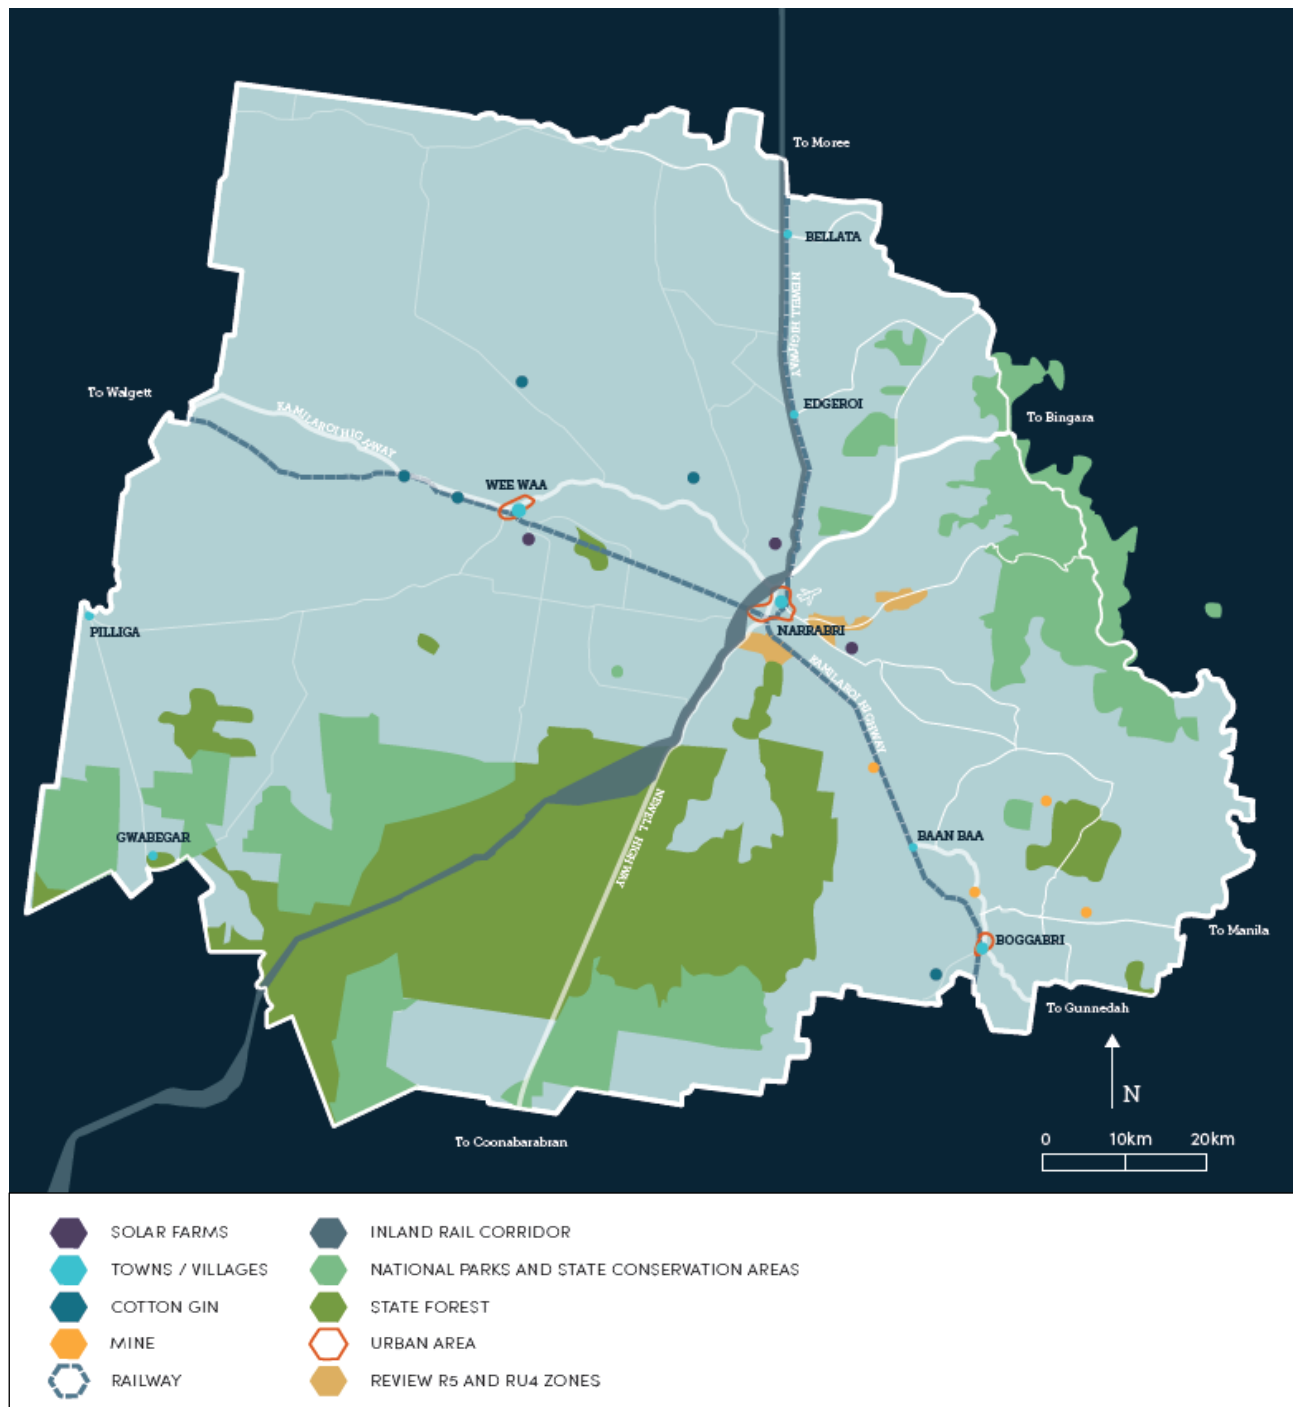 To Moree
BELLATA
NEWELL HIGHWAY
To Walgett
KAMILAROI HIGHWAY
EDGEROI
To Bingara
WEE WAA
PILLIGA
NARRABRI
KAMILAROI HIGHWAY
NEWELL HIGHWAY
GWABEGAR
BAAN BAA
BOGGABRI
To Manila
To Gunnedah
N
To Coonabarabran
0 10km 20km
SOLAR FARMS
TOWNS / VILLAGES
COTTON GIN
MINE
RAILWAY
INLAND RAIL CORRIDOR
NATIONAL PARKS AND STATE CONSERVATION AREAS
STATE FOREST
URBAN AREA
REVIEW R5 AND RU4 ZONES